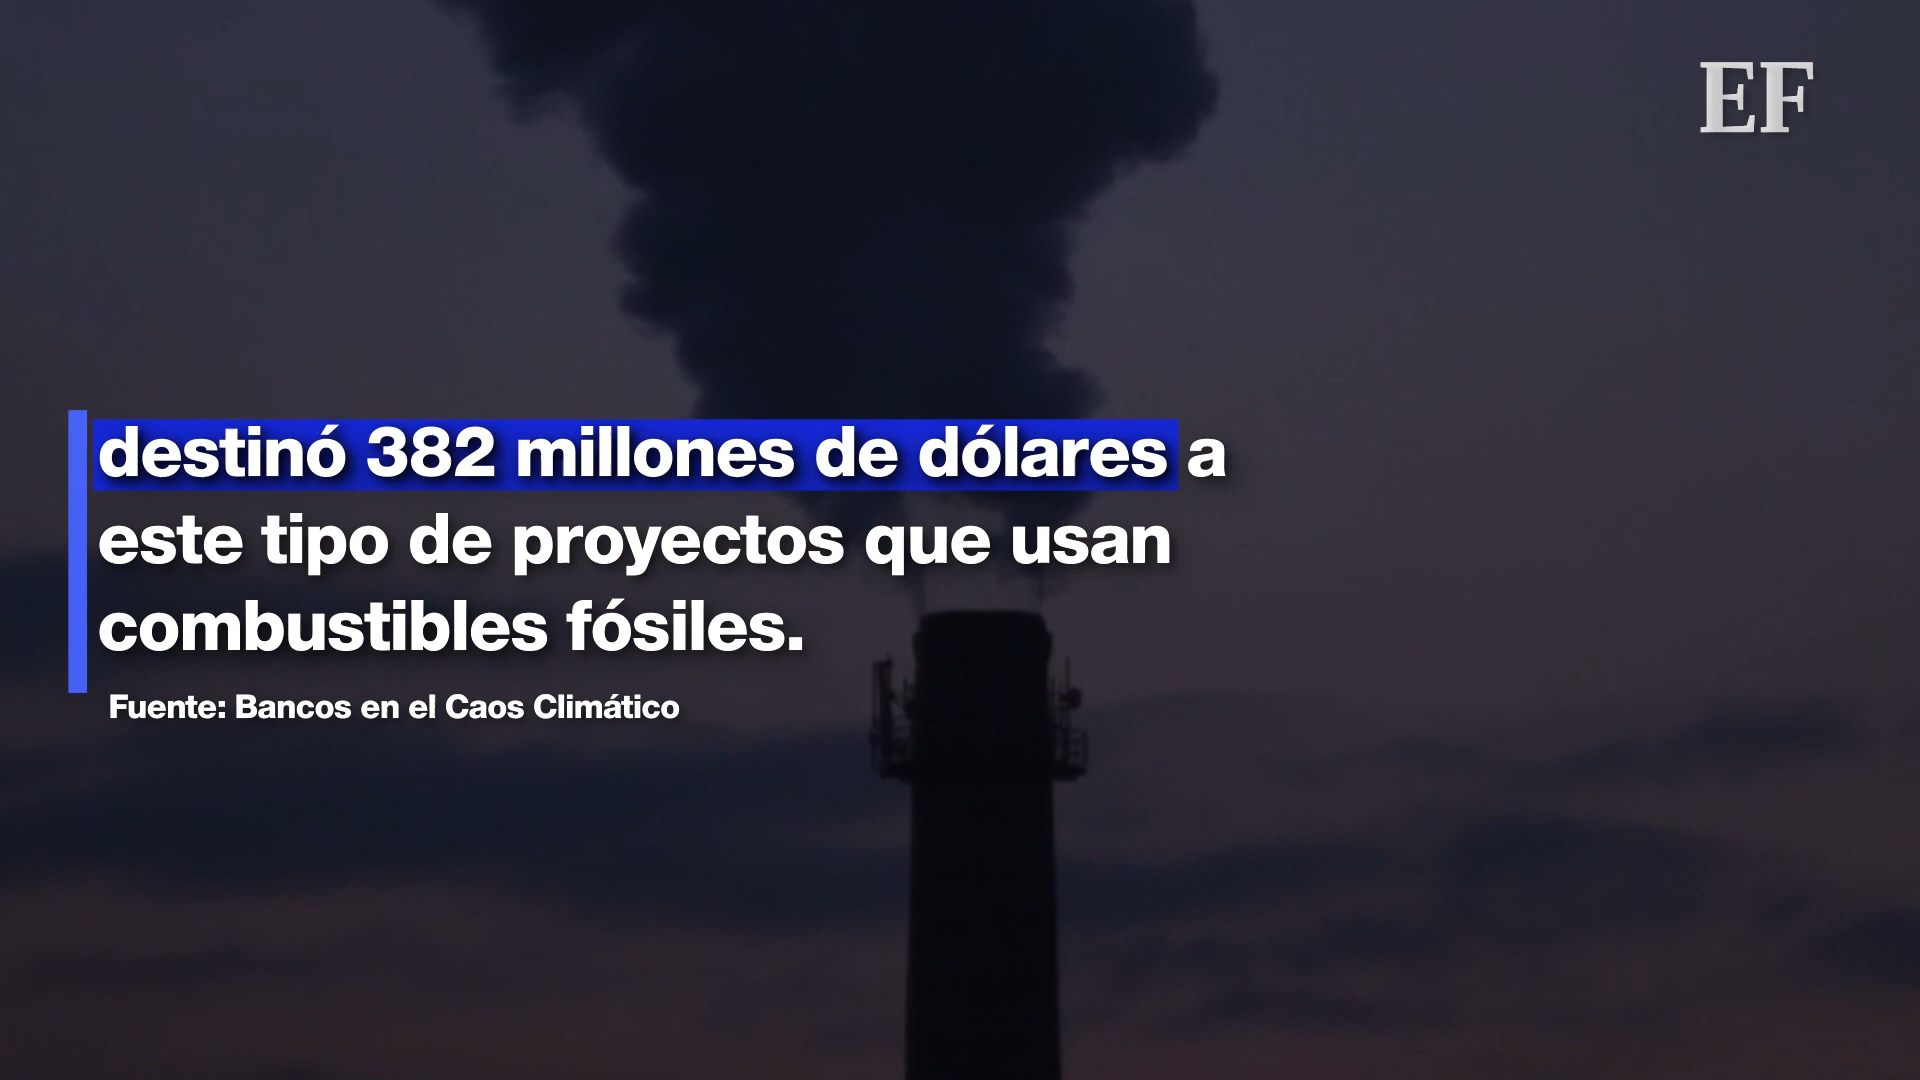 EF
destinó 382 millones de dólares a
este tipo de proyectos que usan
combustibles fósiles.
Fuente: Bancos en el Caos Climático